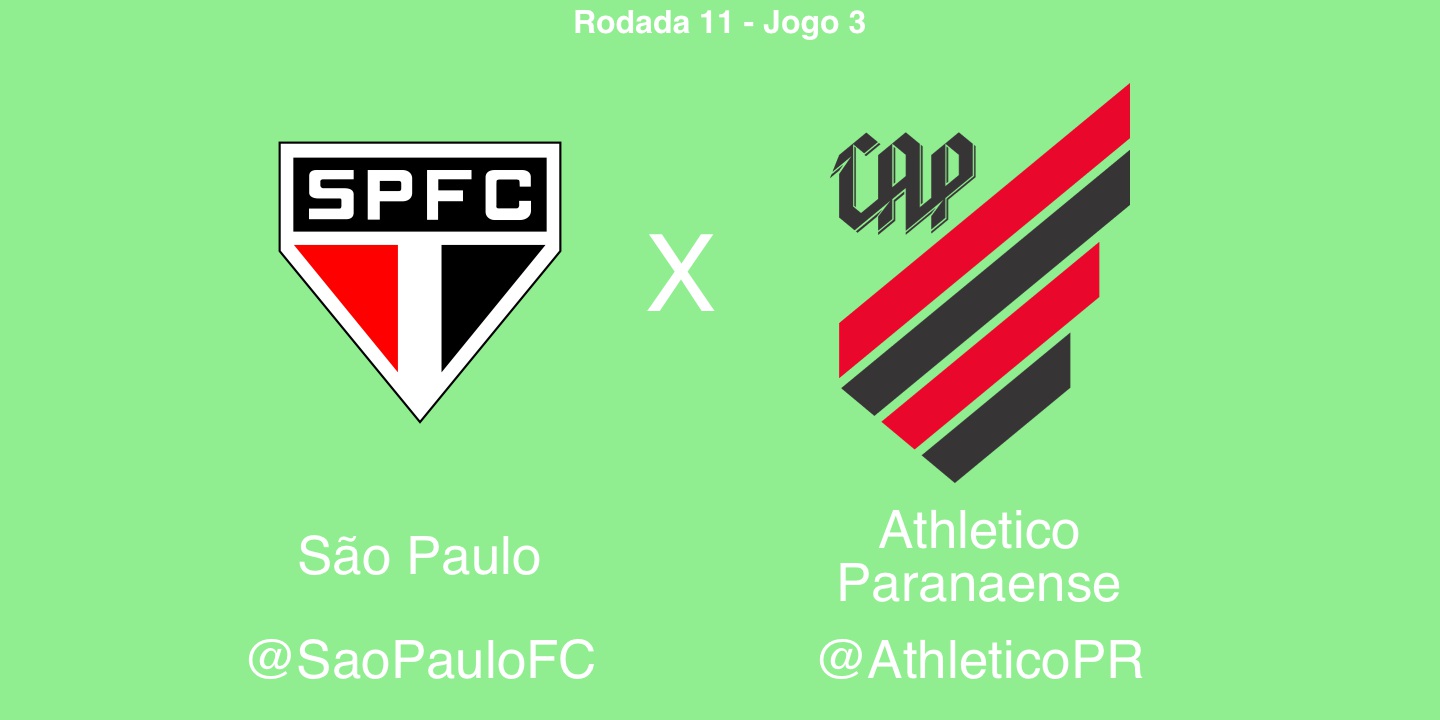 Rodada 11 - Jogo 3
SPFC
CAP
X
São Paulo
Athletico
Paranaense
@SaoPauloFC
@AthleticoPR